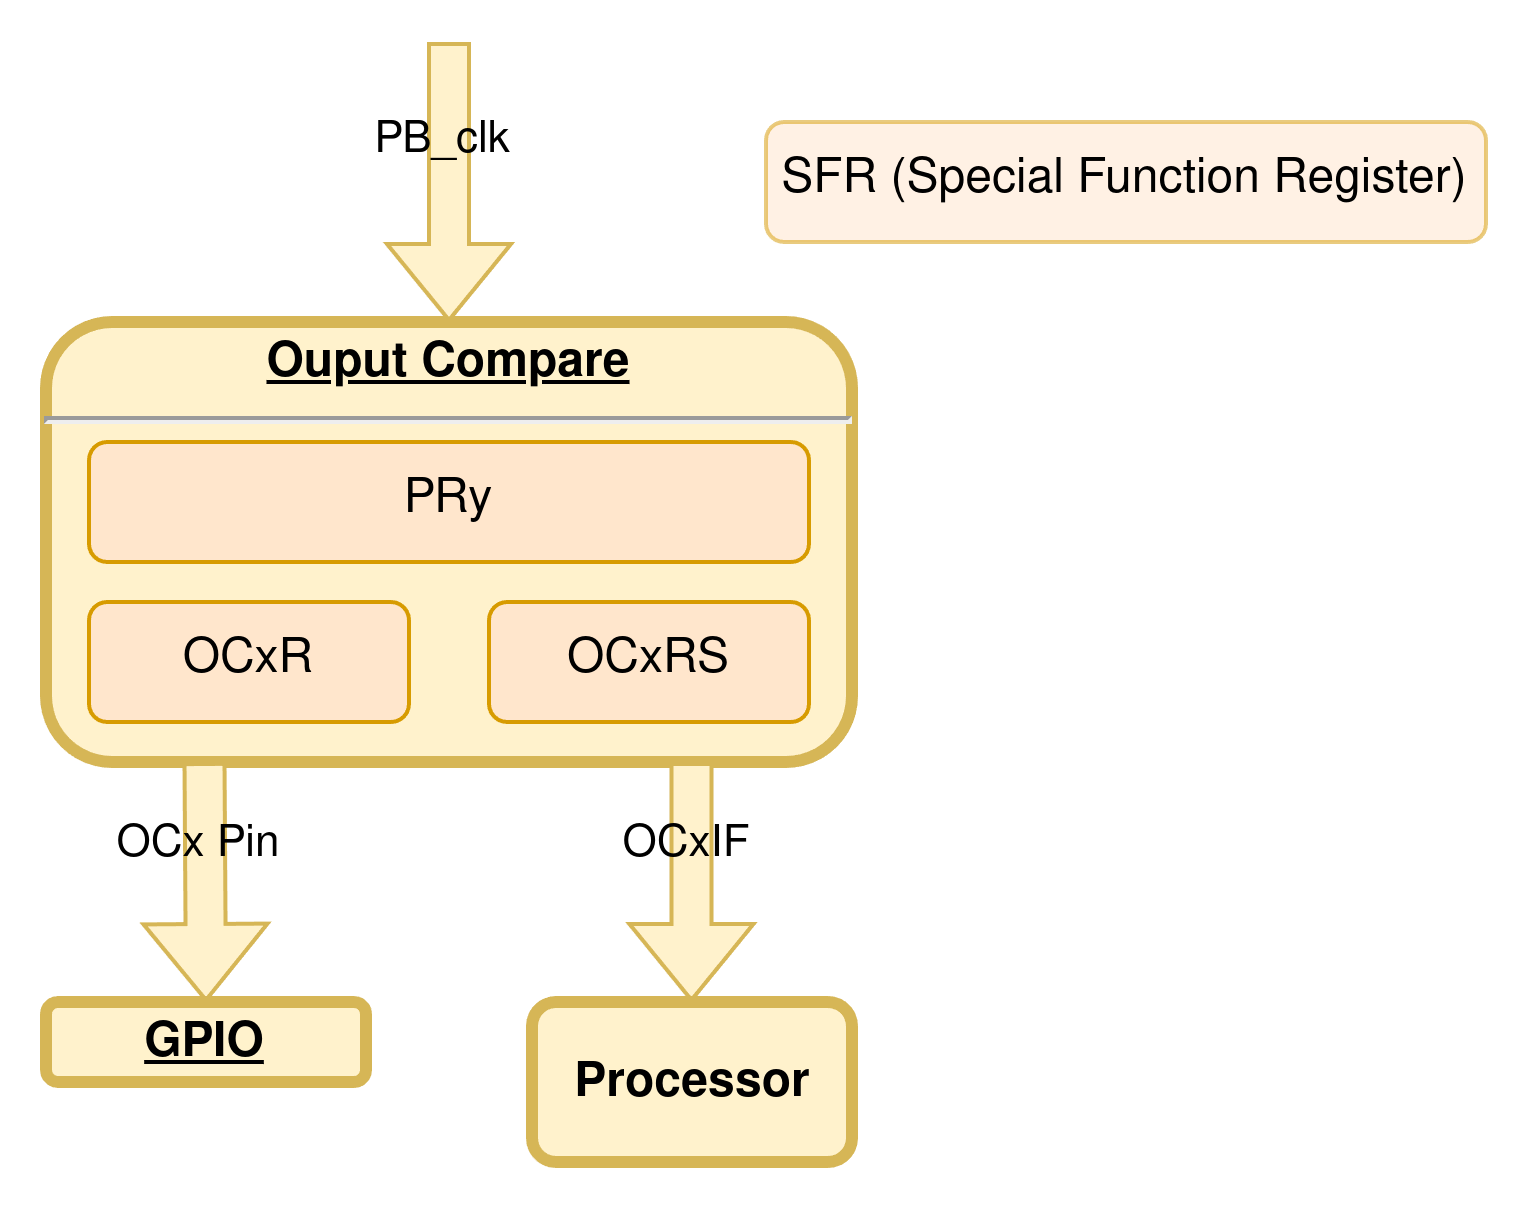 PB_clk
SFR (Special Function Register)
Ouput Compare
PRy
OCxR
OCxRS
OCx Pin
OCxIF
GPIO
Processor